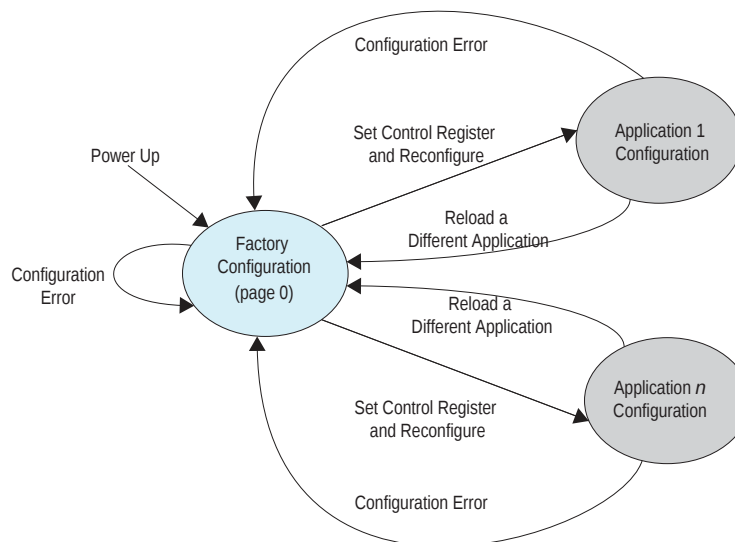 Configuration Error
Set Control Register
and Reconfigure
Application 1
Configuration
Power Up
Reload a
Different Application
Factory
Configuration
(page 0)
Configuration
Error
Reload a
Different Application
Application n
Configuration
Set Control Register
and Reconfigure
Configuration Error